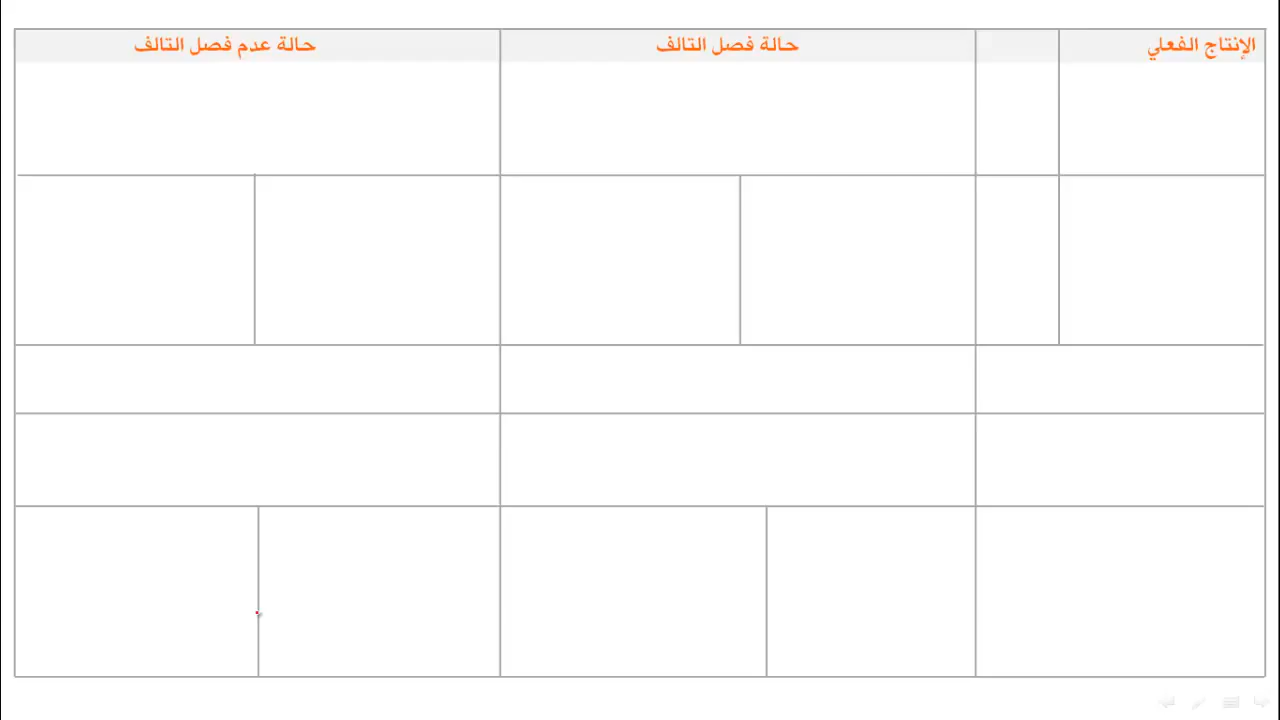 الإنتاج الفعلي
حالة فصل التالف
حالة عدم فصل التالف